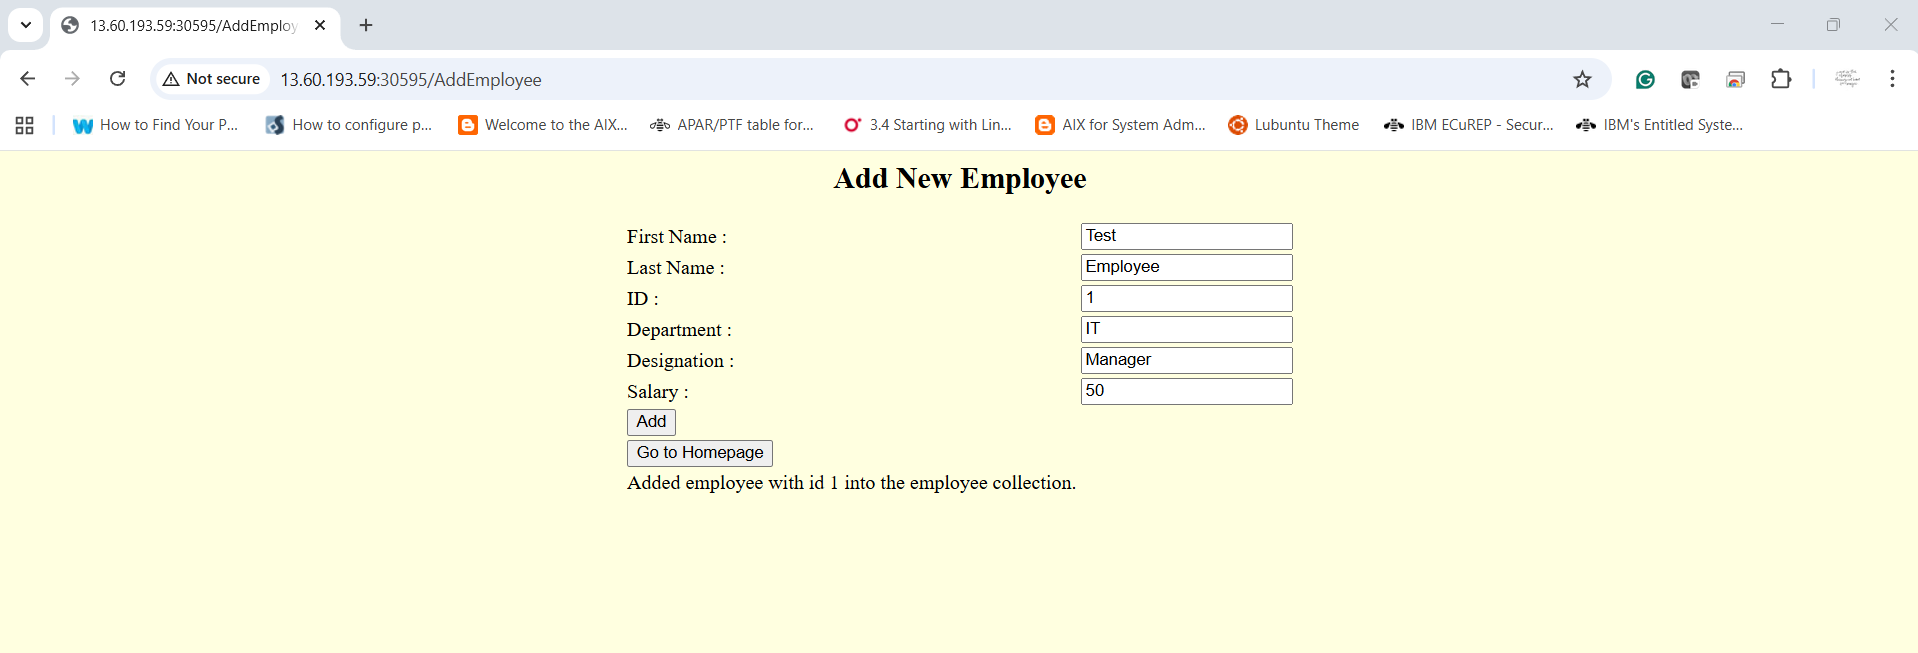 13.60.193.59:30595/AddEmploy
Not secure 13.60.193.59:30595/AddEmployee
How to Find Your P... How to configure p... Welcome to the AIX... APAR/PTF table for... 3.4 Starting with Lin... AIX for System Adm... Lubuntu Theme IBM ECuREP - Secur... IBM's Entitled Syste...
Add New Employee
First Name : Test
Last Name : Employee
ID : 1
Department : IT
Designation : Manager
Salary : 50
Add
Go to Homepage
Added employee with id 1 into the employee collection.